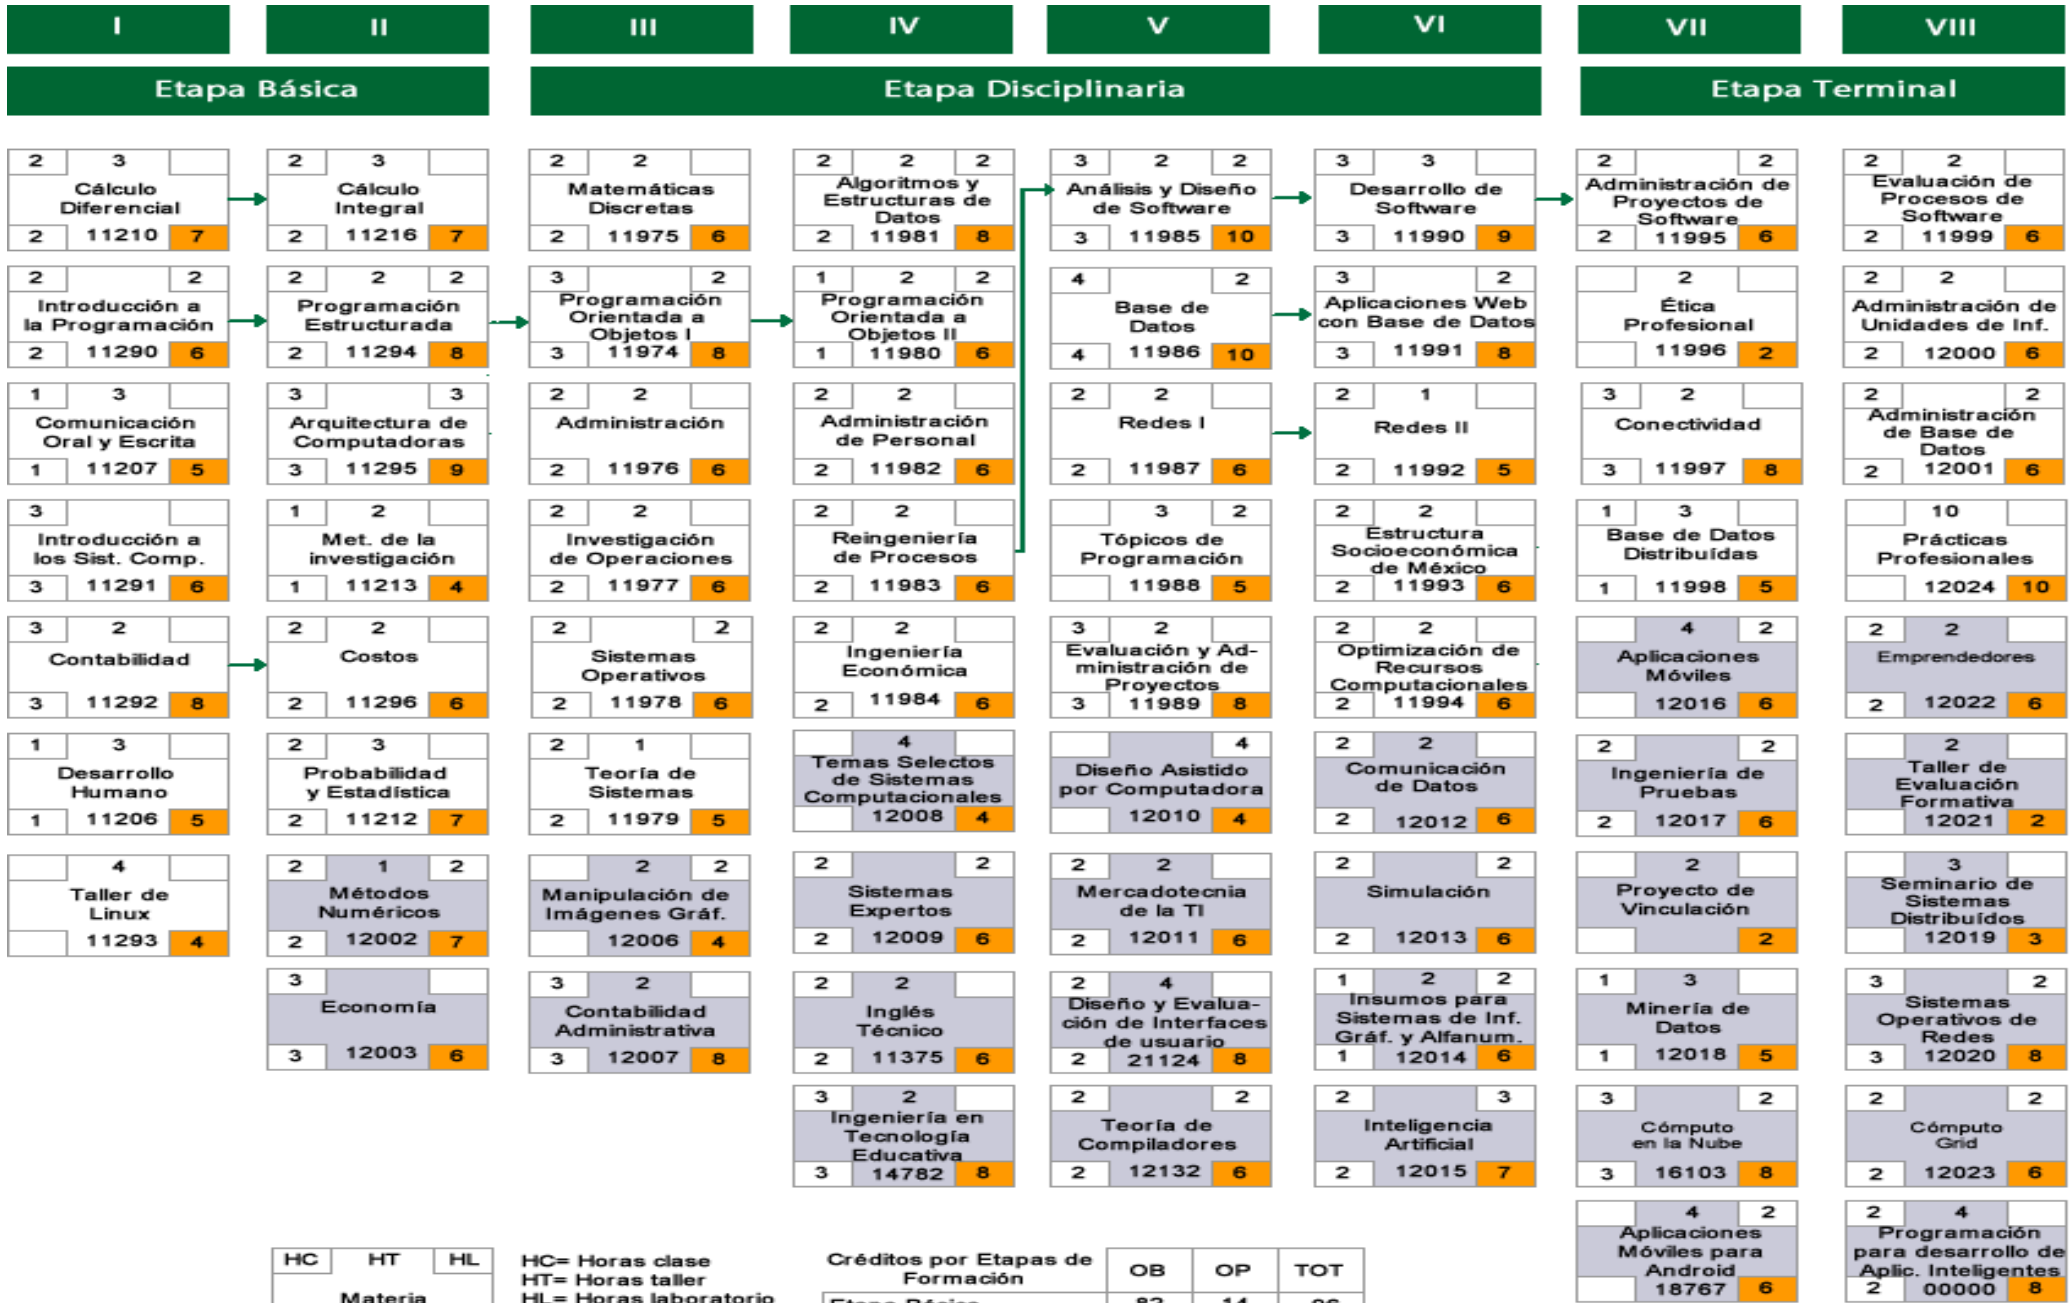 I II III IV V VI VII VIII
Etapa Básica Etapa Disciplinaria Etapa Terminal
2 3
Cálculo
Diferencial
2 11210 7
2 2
Introducción a
la Programación
2 11290 6
1 3
Comunicación
Oral y Escrita
1 11207 5
3
Introducción a
los Sist. Comp.
3 11291 6
3 2
Contabilidad
3 11292 8
1 3
Desarrollo
Humano
1 11206 5
4
Taller de
Linux
11293 4
2 3
Cálculo
Integral
2 11216 7
2 2 2
Programación
Estructurada
2 11294 8
3 3
Arquitectura de
Computadoras
3 11295 9
1 2
Met. de la
investigación
1 11213 4
2 2
Costos
2 11296 6
2 3
Probabilidad
y Estadística
2 11212 7
2 1 2
Métodos
Numéricos
2 12002 7
3
Economía
3 12003 6
2 2
Matemáticas
Discretas
2 11975 6
3 2
Programación
Orientada a
Objetos I
3 11974 8
2 2
Administración
2 11976 6
2 2
Investigación
de Operaciones
2 11977 6
2 2
Sistemas
Operativos
2 11978 6
2 1
Teoría de
Sistemas
2 11979 5
2 2
Manipulación de
Imágenes Gráf.
12006 4
3 2
Contabilidad
Administrativa
3 12007 8
2 2 2
Algoritmos y
Estructuras de
Datos
2 11981 8
1 2 2
Programación
Orientada a
Objetos II
1 11980 6
2 2
Administración
de Personal
2 11982 6
2 2
Reingeniería
de Procesos
2 11983 6
2 2
Ingeniería
Económica
2 11984 6
4
Temas Selectos
de Sistemas
Computacionales
12008 4
2 2
Sistemas
Expertos
2 12009 6
2 2
Inglés
Técnico
2 11375 6
3 2
Ingeniería en
Tecnología
Educativa
3 14782 8
3 2 2
Análisis y Diseño
de Software
3 11985 10
4 2
Base de
Datos
4 11986 10
2 2
Redes I
2 11987 6
3 2
Tópicos de
Programación
11988 5
3 2
Evaluación y Ad-
ministración de
Proyectos
3 11989 8
4
Diseño Asistido
por Computadora
12010 4
2 2
Mercadotecnia
de la TI
2 12011 6
2 4
Diseño y Evalua-
ción de Interfaces
de usuario
2 21124 8
2 2
Teoría de
Compiladores
2 12132 6
3 3
Desarrollo de
Software
3 11990 9
3 2
Aplicaciones Web
con Base de Datos
3 11991 8
2 1
Redes II
2 11992 5
2 2
Estructura
Socioeconómica
de México
2 11993 6
2 2
Optimización de
Recursos
Computacionales
2 11994 6
2 2
Comunicación
de Datos
2 12012 6
2 2
Simulación
2 12013 6
1 2 2
Insumos para
Sistemas de Inf.
Gráf. y Alfanum.
1 12014 6
2 3
Inteligencia
Artificial
2 12015 7
2 2
Administración de
Proyectos de
Software
2 11995 6
2
Ética
Profesional
11996 2
3 2
Conectividad
3 11997 8
1 3
Base de Datos
Distribuídas
1 11998 5
4 2
Aplicaciones
Móviles
12016 6
2 2
Ingeniería de
Pruebas
2 12017 6
2
Proyecto de
Vinculación
2
1 3
Minería de
Datos
1 12018 5
3 2
Cómputo
en la Nube
3 16103 8
4 2
Aplicaciones
Móviles para
Android
18767 6
2 2
Evaluación de
Procesos de
Software
2 11999 6
2 2
Administración de
Unidades de Inf.
2 12000 6
2 2
Administración
de Base de
Datos
2 12001 6
10
Prácticas
Profesionales
12024 10
2 2
Emprendedores
2 12022 6
2
Taller de
Evaluación
Formativa
12021 2
3
Seminario de
Sistemas
Distribuídos
12019 3
3 2
Sistemas
Operativos de
Redes
3 12020 8
2 2
Cómputo
Grid
2 12023 6
2 4
Programación
para desarrollo de
Aplic. Inteligentes
2 00000 8
HC HT HL
Materia
HC= Horas clase
HT= Horas taller
HL= Horas laboratorio
Créditos por Etapas de
Formación
OB OP TOT
Etapa Básica 82 14 96